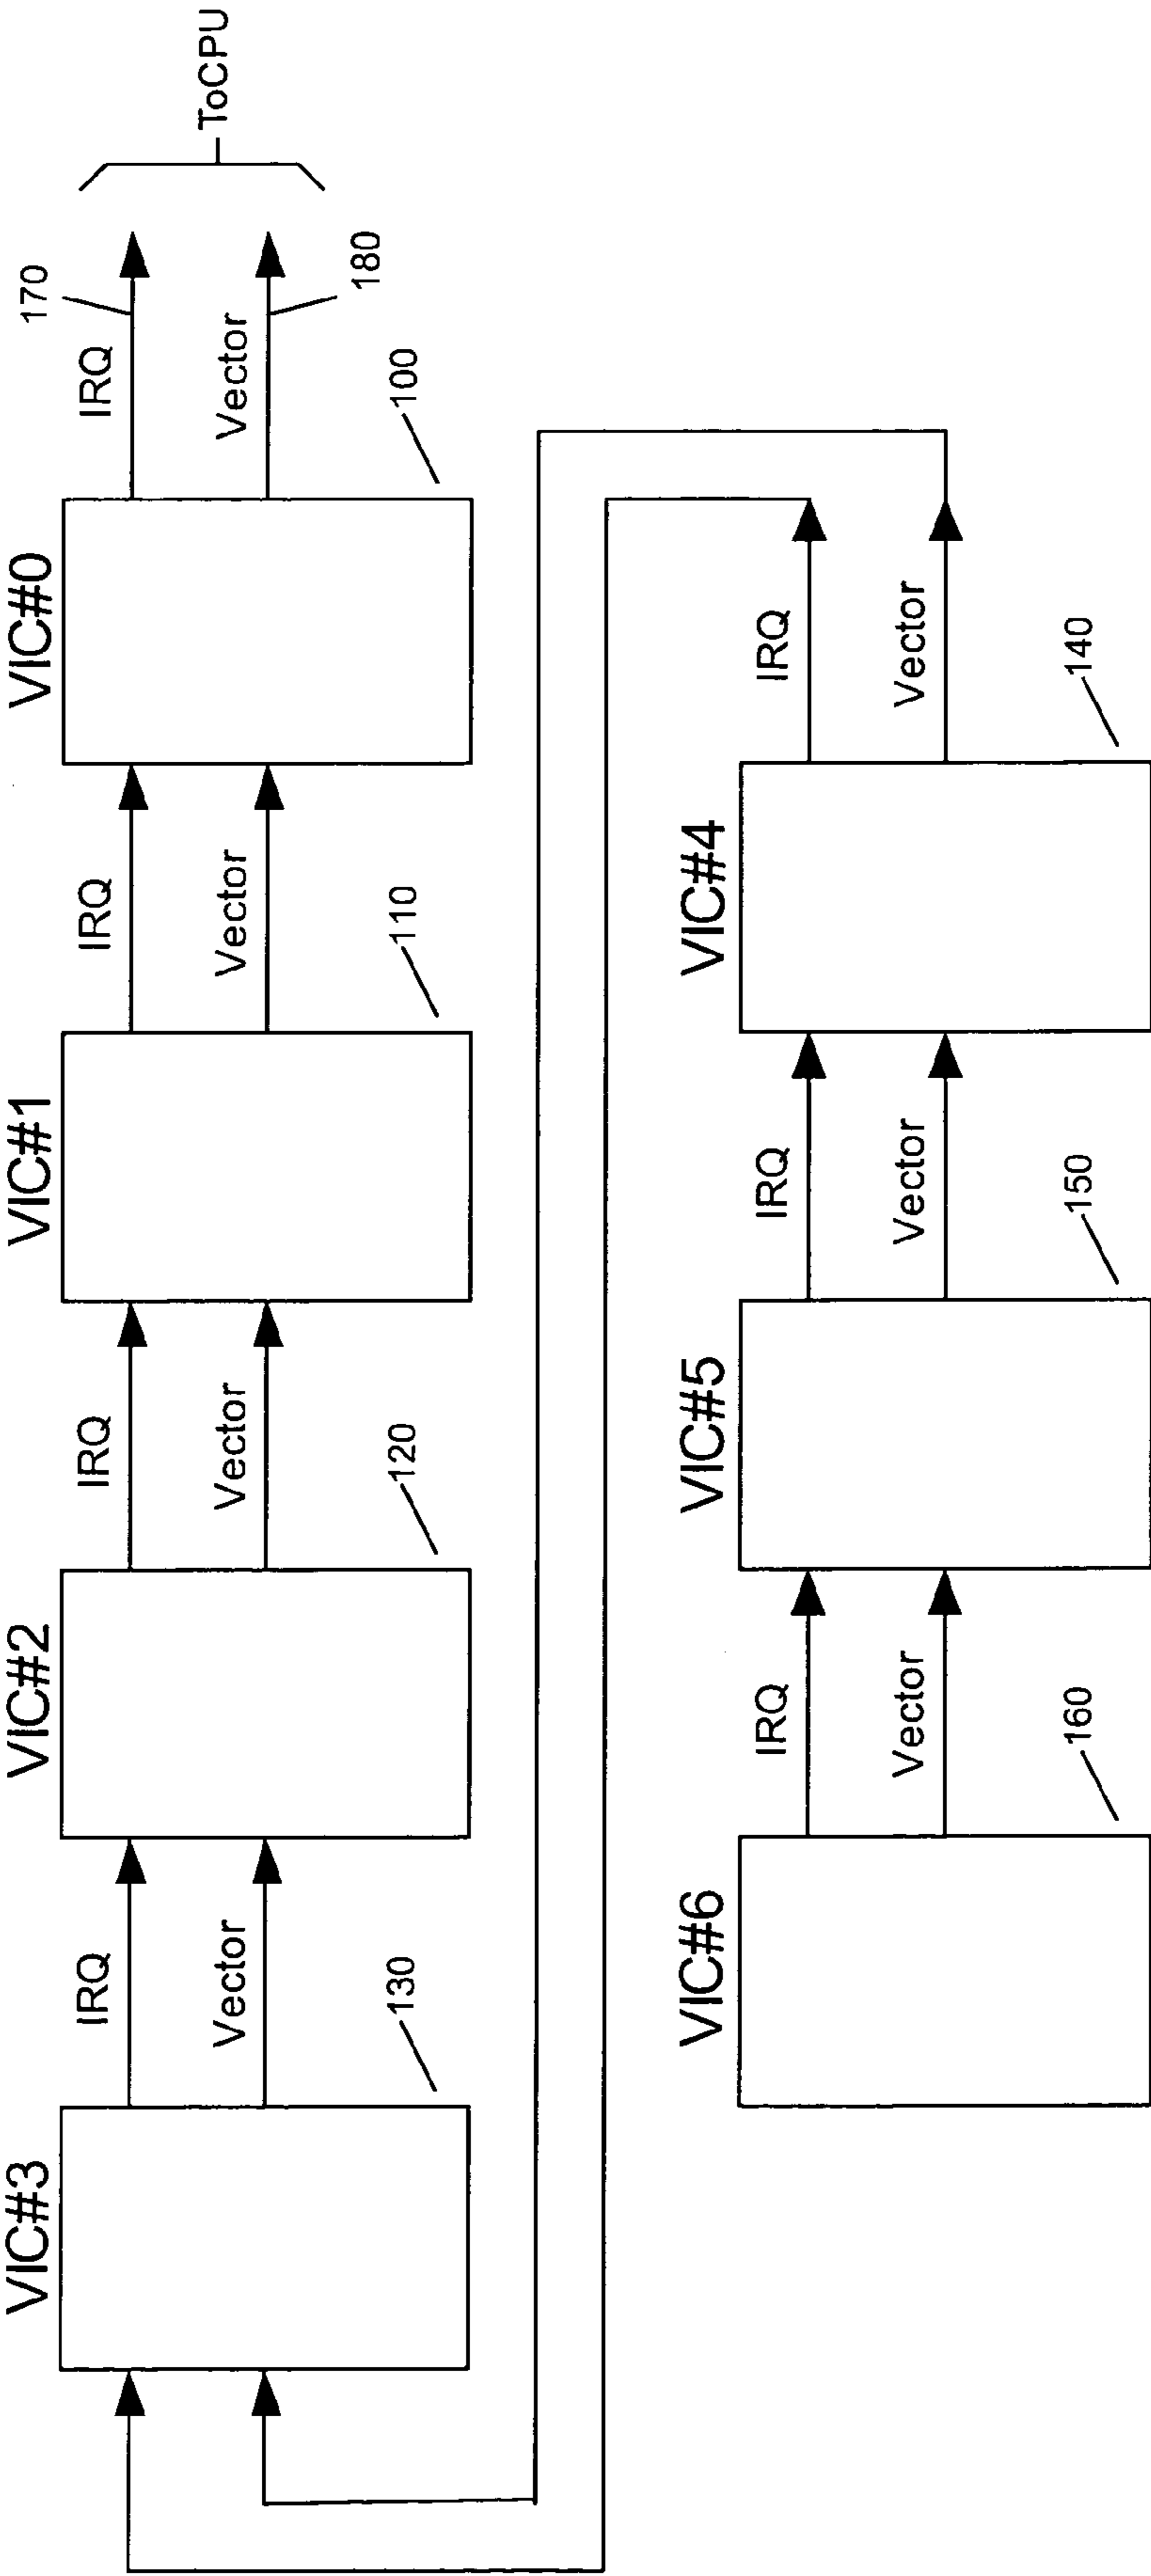 VIC#3
VIC#2
VIC#1
VIC#0
IRQ
IRQ
IRQ
IRQ
170
ToCPU
Vector
Vector
Vector
Vector
180
130
120
110
100
VIC#6
VIC#5
VIC#4
IRQ
IRQ
IRQ
Vector
Vector
Vector
160
150
140